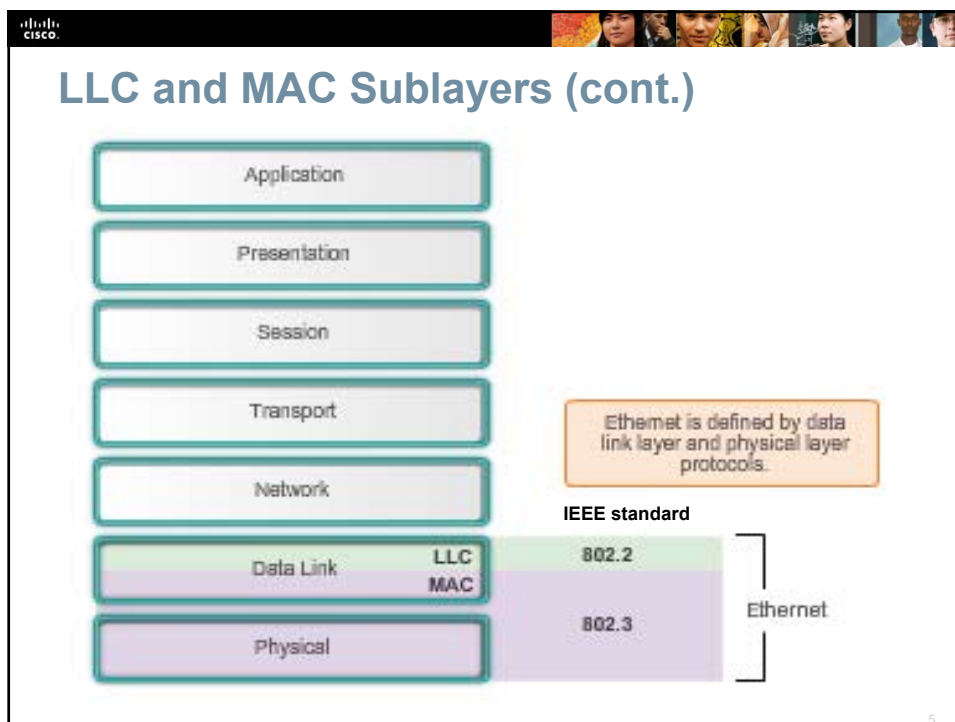 CISCO.
LLC and MAC Sublayers (cont.)
Application
Presentation
Session
Transport
Ethernet is defined by data
link layer and physical layer
protocols.
Network
IEEE standard
Data Link
LLC
MAC
802.2
802.3
Ethernet
Physical
5